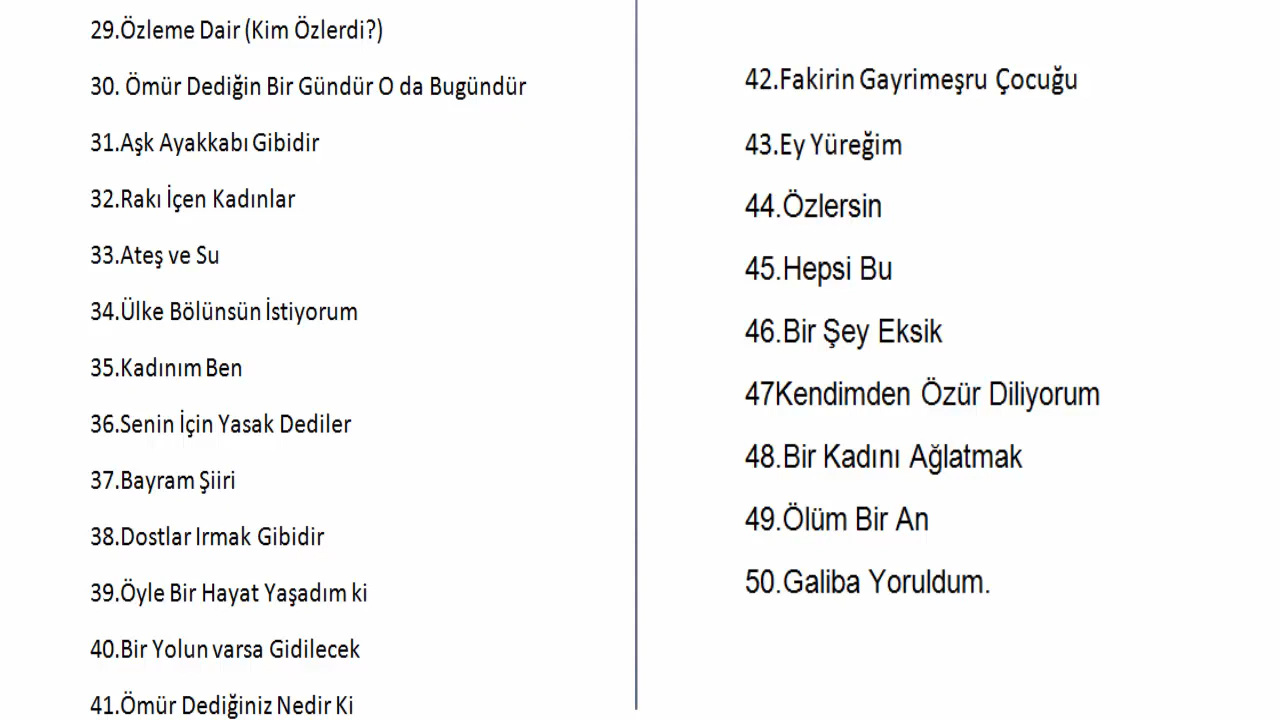 29.Özleme Dair (Kim Özlerdi?)
30. Ömür Dediğin Bir Gündür O da Bugündür
31.Aşk Ayakkabı Gibidir
32.Rakı İçen Kadınlar
33.Ateş ve Su
34.Ülke Bölünsün İstiyorum
35.Kadınım Ben
36.Senin İçin Yasak Dediler
37.Bayram Şiiri
38.Dostlar Irmak Gibidir
39.Öyle Bir Hayat Yaşadım ki
40.Bir Yolun varsa Gidilecek
41.Ömür Dediğiniz Nedir Ki
42.Fakirin Gayrimeşru Çocuğu
43.Ey Yüreğim
44.Özlersin
45.Hepsi Bu
46.Bir Şey Eksik
47Kendimden Özür Diliyorum
48.Bir Kadını Ağlatmak
49.Ölüm Bir An
50.Galiba Yoruldum.